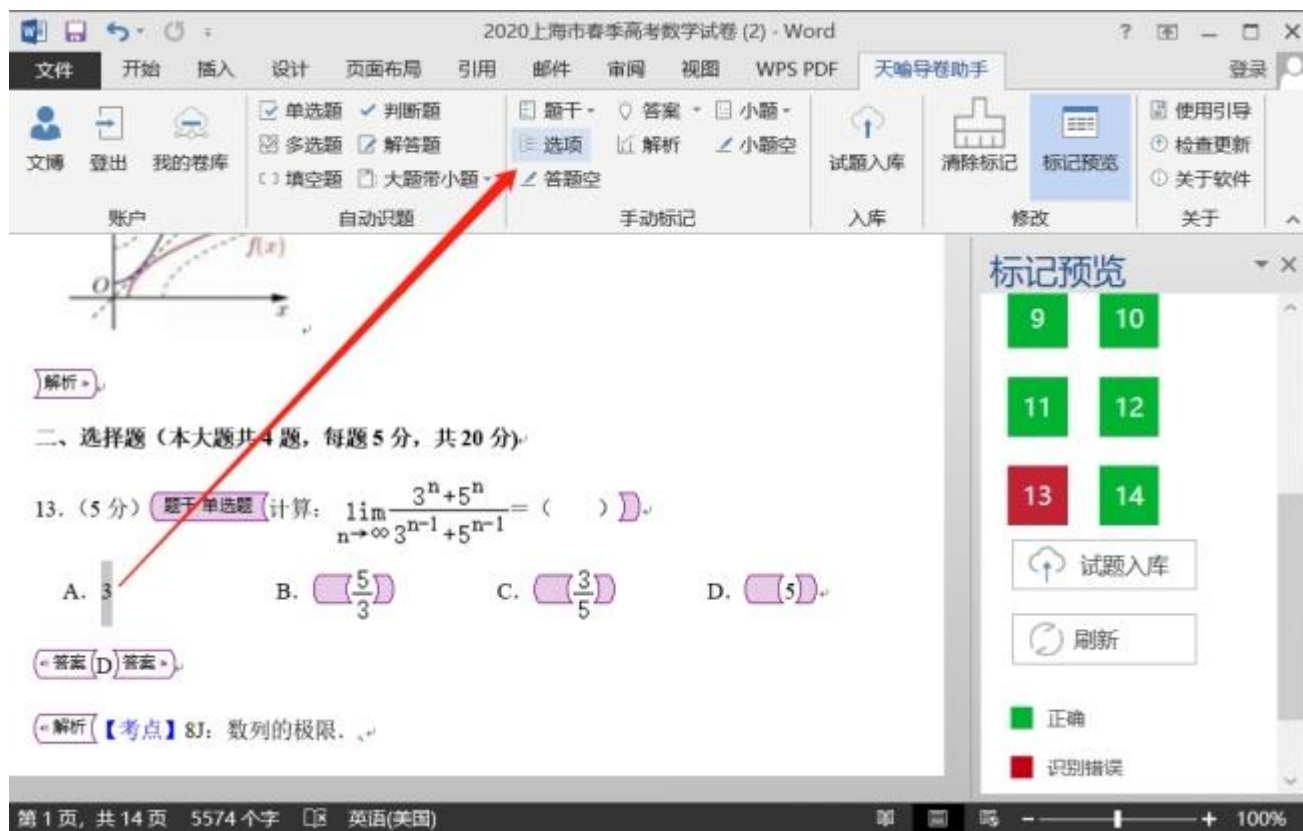 2020上海市春季高考数学试卷 (2) - Word
文件 开始 插入 设计 页面布局 引用 邮件 审阅 视图 WPS PDF 天喻导卷助手 登录
单选题 判断题 题干 答案 小题 使用引导
多选题 解答题 选项 解析 小题空 检查更新
文博 登出 我的卷库 试题入库 清除标记 标记预览
填空题 大题带小题 答题空 关于软件
账户 自动识题 手动标记 入库 修改 关于
f(x)
O
x
解析
二、选择题（本大题共4题，每题5分，共20分)
13.（5分）题干 单选题 计算： lim n→∞ (3^n+5^n)/(3^{n-1}+5^{n-1}) =（ ）
A. 3 B. 5/3 C. 3/5 D. 5
答案 D 答案
解析 【考点】8J：数列的极限．、
标记预览
9 10
11 12
13 14
试题入库
刷新
正确
识别错误
第1页，共14页 5574个字 英语(美国) 100%